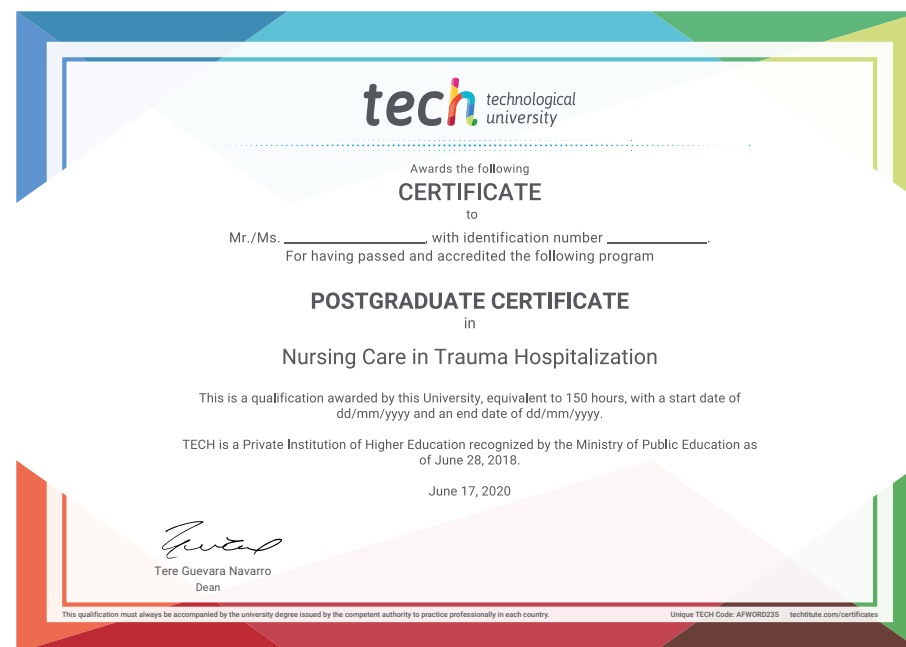 tech technological
university
Awards the following
CERTIFICATE
to
Mr./Ms. ____________, with identification number ____________.
For having passed and accredited the following program
POSTGRADUATE CERTIFICATE
in
Nursing Care in Trauma Hospitalization
This is a qualification awarded by this University, equivalent to 150 hours, with a start date of
dd/mm/yyyy and an end date of dd/mm/yyyy.
TECH is a Private Institution of Higher Education recognized by the Ministry of Public Education as
of June 28, 2018.
June 17, 2020
Tere Guevara Navarro
Dean
This qualification must always be accompanied by the university degree issued by the competent authority to practice professionally in each country.
Unique TECH Code: AFWORD23S techtitute.com/certificates